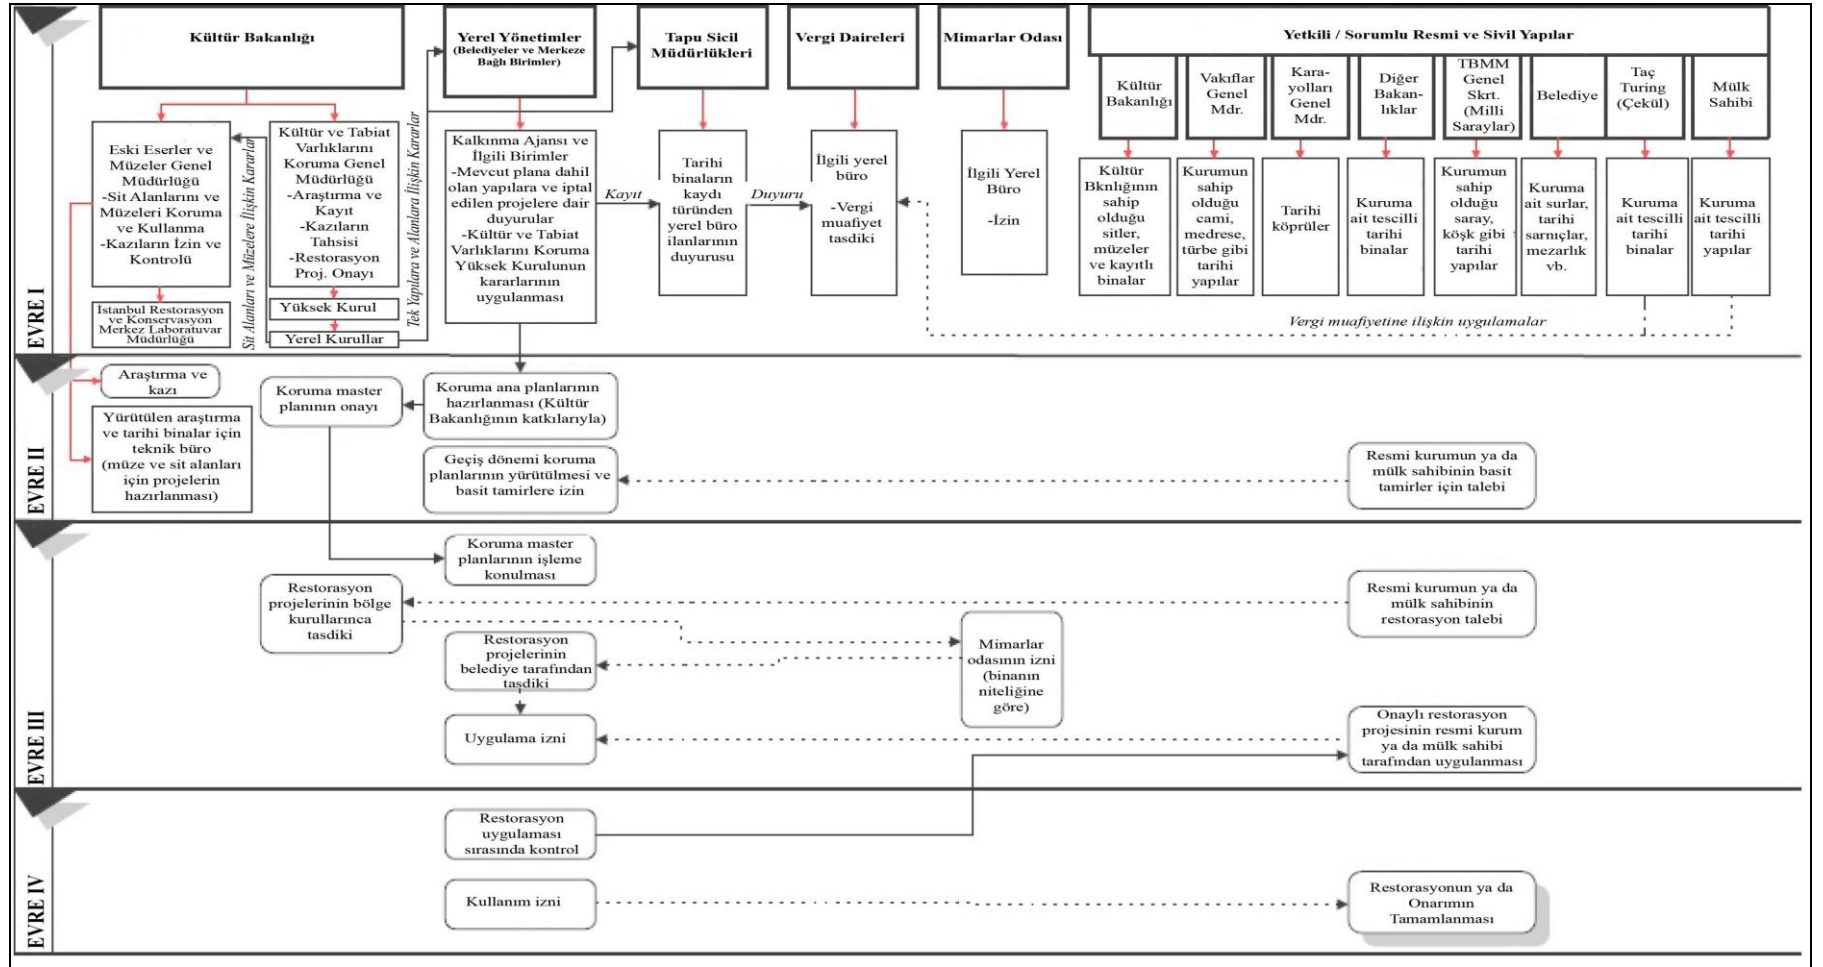 Kültür Bakanlığı
Yerel Yönetimler
(Belediyeler ve Merkeze
Bağlı Birimler)
Tapu Sicil
Müdürlükleri
Vergi Daireleri
Mimarlar Odası
Yetkili / Sorumlu Resmi ve Sivil Yapılar
Kültür
Bakanlığı
Vakıflar
Genel
Mdr.
Kara-
yolları
Genel
Mdr.
Diğer
Bakan-
lıklar
TBMM
Genel
Skrt.
(Milli
Saraylar)
Belediye
Taç
Turing
(Çekül)
Mülk
Sahibi
EVRE I
Eski Eserler ve
Müzeler Genel
Müdürlüğü
-Sit Alanlarını ve
Müzeleri Koruma
ve Kullanma
-Kazıların İzin ve
Kontrolü
İstanbul Restorasyon
ve Konservasyon
Merkez Laboratuvar
Müdürlüğü
Sit Alanları ve Müzelere İlişkin Kararlar
Kültür ve Tabiat
Varlıklarını
Koruma Genel
Müdürlüğü
-Araştırma ve
Kayıt
-Kazıların
Tahsisi
-Restorasyon
Proj. Onayı
Yüksek Kurul
Yerel Kurullar
Tek Yapılara ve Alanlara İlişkin Kararlar
Kalkınma Ajansı ve
İlgili Birimler
-Mevcut plana dahil
olan yapılara ve iptal
edilen projelere dair
duyurular
-Kültür ve Tabiat
Varlıklarını Koruma
Yüksek Kurulunun
kararlarının
uygulanması
Kayıt
Tarihi
binaların
kaydı
türünden
yerel büro
ilanlarının
duyurusu
Duyuru
İlgili yerel
büro
-Vergi
muafiyet
tasdiki
İlgili Yerel
Büro
-İzin
Kültür
Bknlığının
sahip
olduğu
sitler,
müzeler
ve kayıtlı
binalar
Kurumun
sahip
olduğu
cami,
medrese,
türbe gibi
tarihi
yapılar
Tarihi
köprüler
Kuruma
ait tescilli
tarihi
binalar
Kurumun
sahip
olduğu
saray,
köşk gibi
tarihi
yapılar
Kuruma
ait surlar,
tarihi
sarnıçlar,
mezarlık
vb.
Kuruma
ait tescilli
tarihi
binalar
Kuruma
ait tescilli
tarihi
yapılar
Vergi muafiyetine ilişkin uygulamalar
EVRE II
Araştırma ve
kazı
Yürütülen araştırma
ve tarihi binalar için
teknik büro
(müze ve sit alanları
için projelerin
hazırlanması)
Koruma master
planının onayı
Koruma ana planlarının
hazırlanması (Kültür
Bakanlığının katkılarıyla)
Geçiş dönemi koruma
planlarının yürütülmesi ve
basit tamirlere izin
Resmi kurumun ya da
mülk sahibinin basit
tamirler için talebi
EVRE III
Koruma master
planlarının işleme
konulması
Restorasyon
projelerinin bölge
kurullarınca
tasdiki
Resmi kurumun ya da
mülk sahibinin
restorasyon talebi
Restorasyon
projelerinin
belediye tarafından
tasdiki
Mimarlar
odasının izni
(binanın
niteliğine
göre)
Uygulama izni
Onaylı restorasyon
projesinin resmi kurum
ya da mülk sahibi
tarafından uygulanması
EVRE IV
Restorasyon
uygulaması
sırasında kontrol
Kullanım izni
Restorasyonun ya da
Onarımın
Tamamlanması